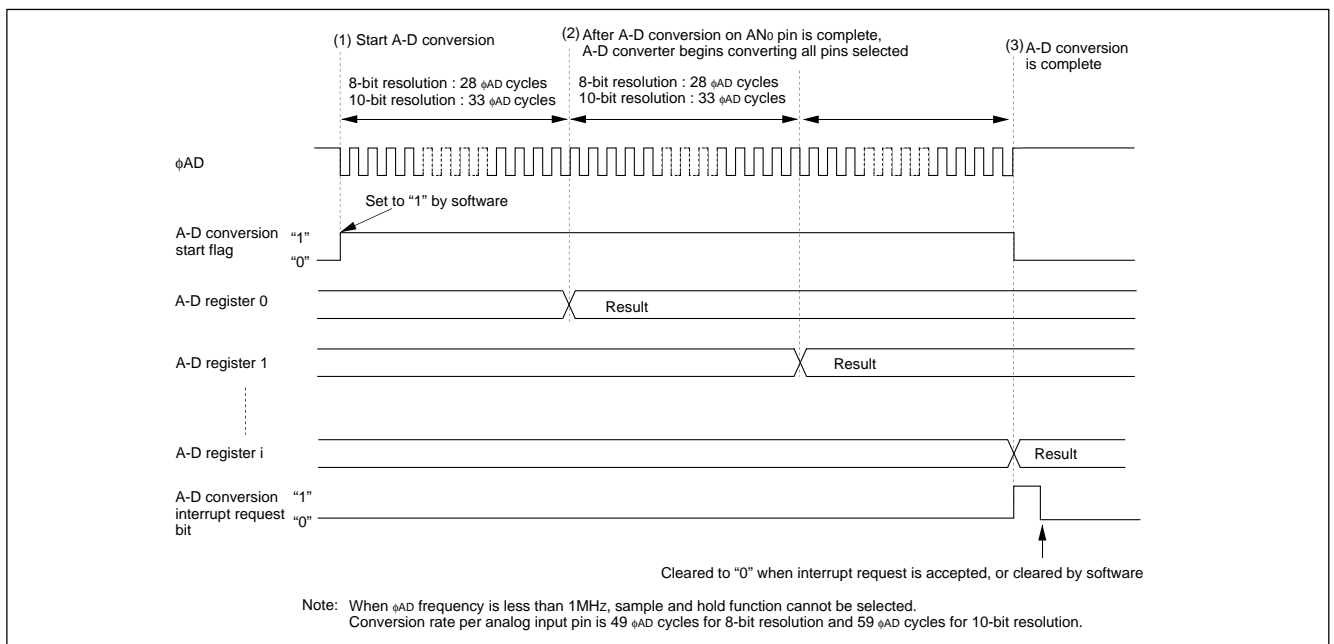 (1) Start A-D conversion
(2) After A-D conversion on AN0 pin is complete,
A-D converter begins converting all pins selected
(3) A-D conversion
is complete
8-bit resolution : 28 φAD cycles
10-bit resolution : 33 φAD cycles
8-bit resolution : 28 φAD cycles
10-bit resolution : 33 φAD cycles
φAD
Set to “1” by software
A-D conversion
start flag
“1”
“0”
A-D register 0
Result
A-D register 1
Result
A-D register i
Result
A-D conversion
interrupt request
bit
“1”
“0”
Cleared to “0” when interrupt request is accepted, or cleared by software
Note: When φAD frequency is less than 1MHz, sample and hold function cannot be selected.
Conversion rate per analog input pin is 49 φAD cycles for 8-bit resolution and 59 φAD cycles for 10-bit resolution.